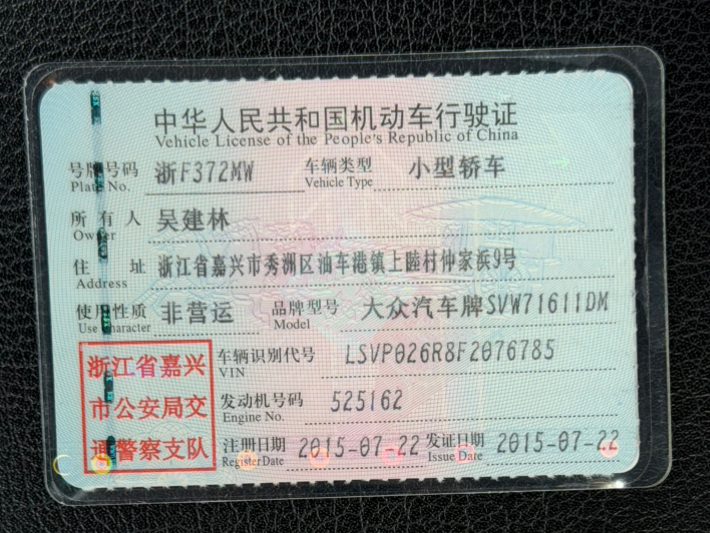 中华人民共和国机动车行驶证
Vehicle License of the People's Republic of China
号牌号码 浙F372MW 车辆类型 小型轿车
Plate No. Vehicle Type
所有人 吴建林
Owner
住址 浙江省嘉兴市秀洲区油车港镇上睦村仲家浜9号
Address
使用性质 非营运 品牌型号 大众汽车牌SVW71611DM
Use Character Model
浙江省嘉兴 车辆识别代号 LSVP026R8F2076785
VIN
市公安局交 发动机号码 525162
Engine No.
通警察支队 注册日期 2015-07-22 发证日期 2015-07-22
Register Date Issue Date